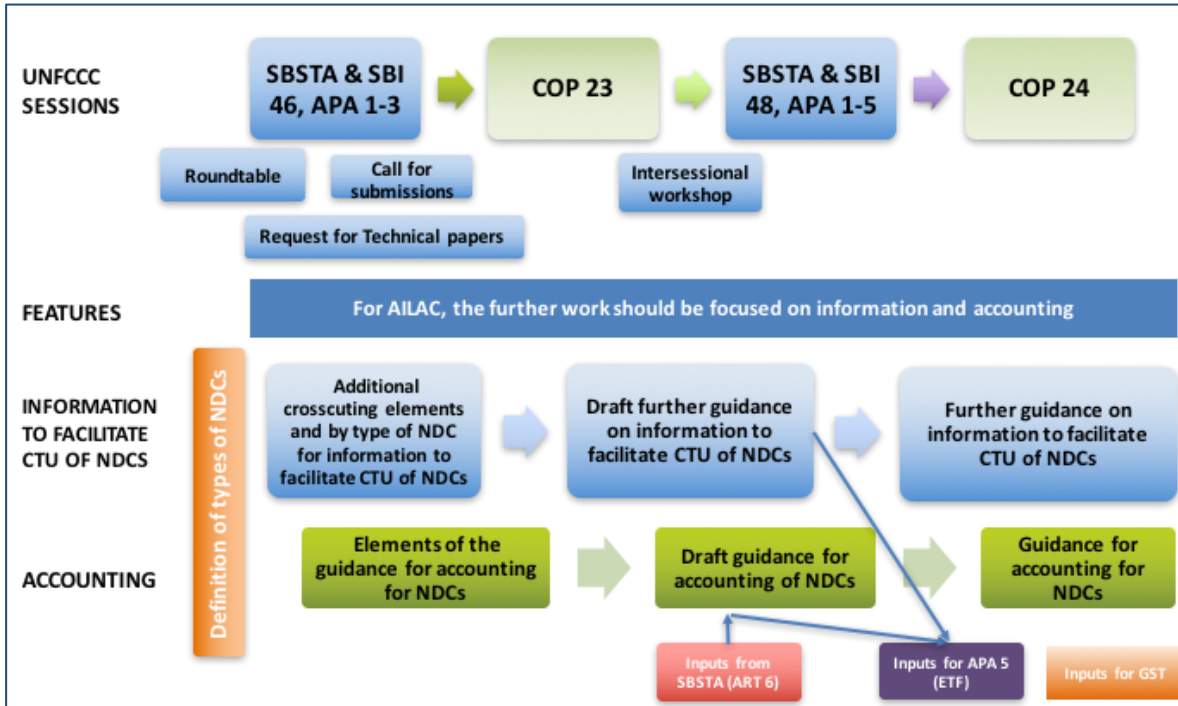 UNFCCC
SESSIONS
SBSTA & SBI
46, APA 1-3
COP 23
SBSTA & SBI
48, APA 1-5
COP 24
Roundtable
Call for
submissions
Intersessional
workshop
Request for Technical papers
FEATURES
For AILAC, the further work should be focused on information and accounting
Definition of types of NDCs
INFORMATION
TO FACILITATE
CTU OF NDCS
Additional
crosscuting elements
and by type of NDC
for information to
facilitate CTU of NDCs
Draft further guidance
on information to
facilitate CTU of NDCs
Further guidance on
information to facilitate
CTU of NDCs
ACCOUNTING
Elements of the
guidance for accounting
for NDCs
Draft guidance for
accounting of NDCs
Guidance for
accounting for
NDCs
Inputs from
SBSTA (ART 6)
Inputs for APA 5
(ETF)
Inputs for GST